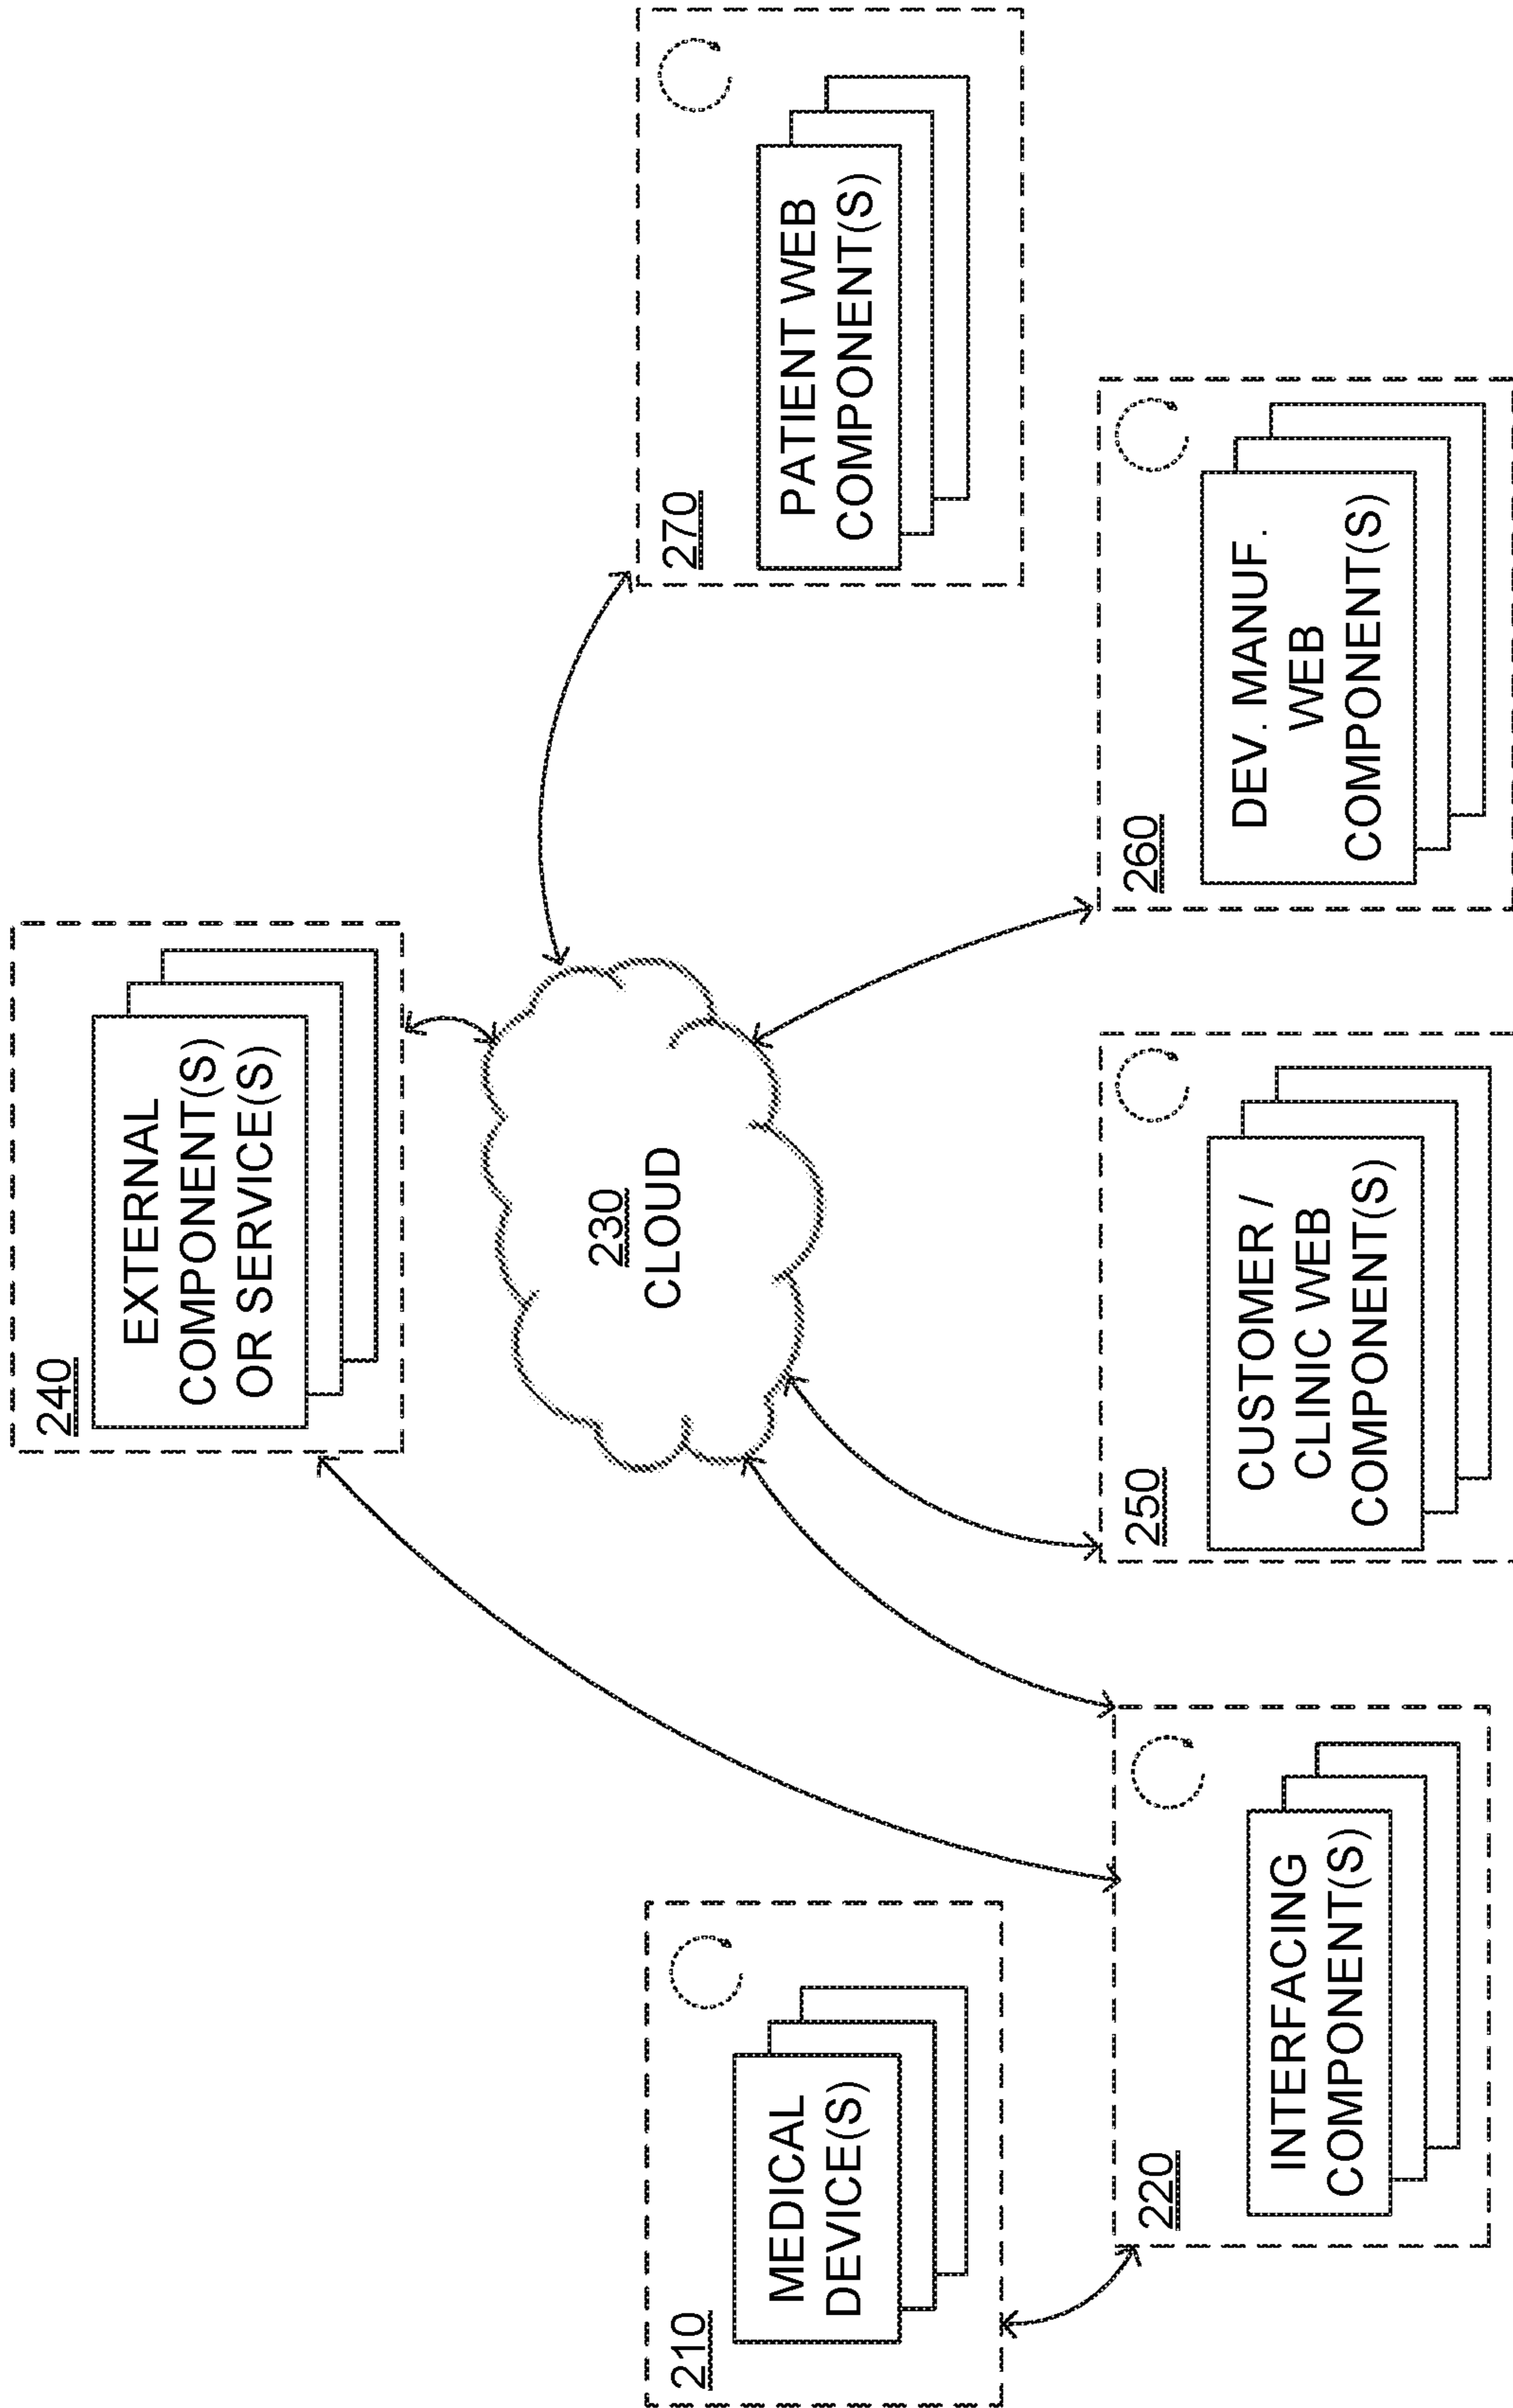 240
EXTERNAL
COMPONENT(S)
OR SERVICE(S)
210
MEDICAL
DEVICE(S)
230
CLOUD
270
PATIENT WEB
COMPONENT(S)
220
INTERFACING
COMPONENT(S)
250
CUSTOMER /
CLINIC WEB
COMPONENT(S)
260
DEV. MANUF.
WEB
COMPONENT(S)